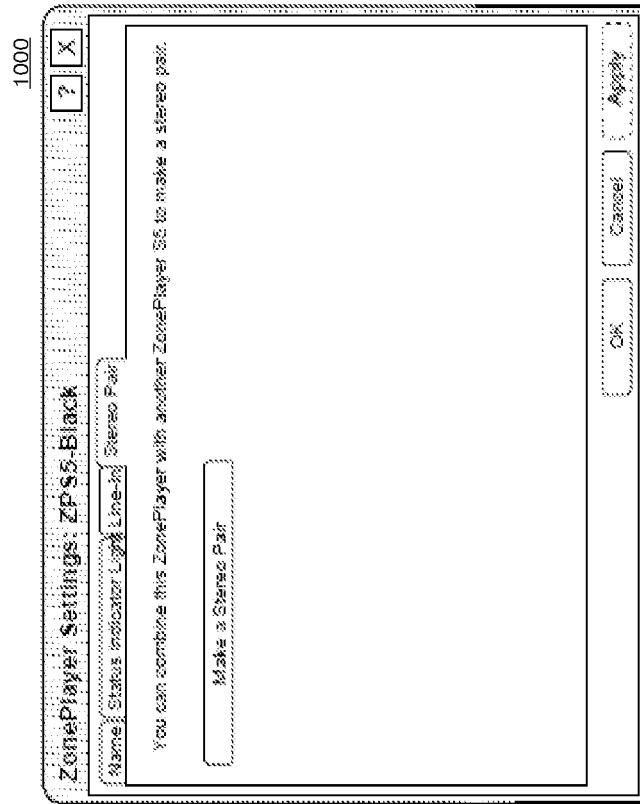 1000
ZonePlayer Settings: ZPS5-Black
? X
Name Status Indicator Light Line-in Stereo Pair
You can combine this ZonePlayer with another ZonePlayer S5 to make a stereo pair.
Make a Stereo Pair
OK Cancel Apply